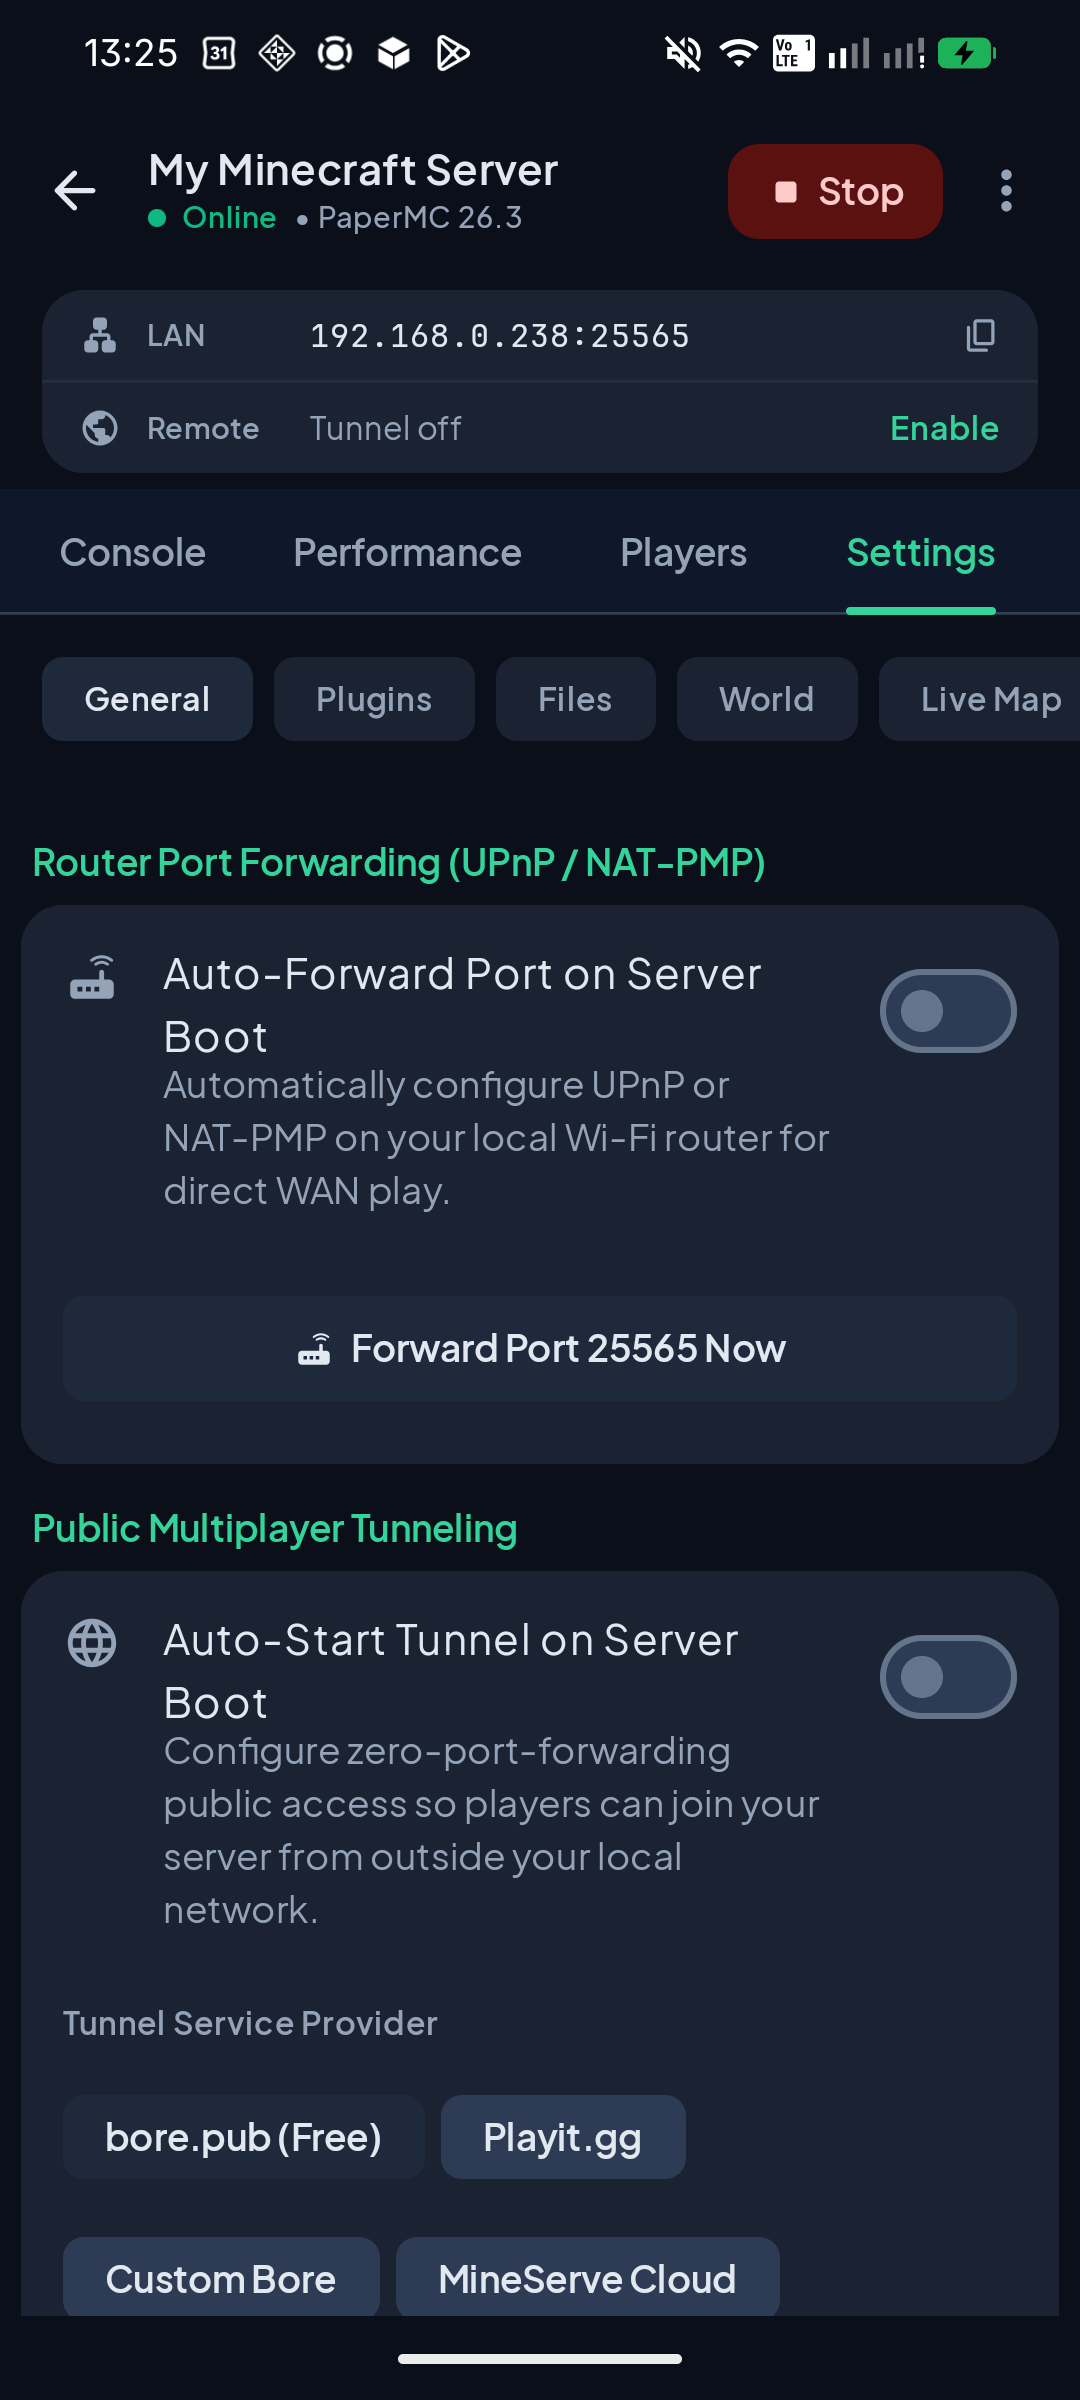 13:25
31
Vo 1
LTE
My Minecraft Server
Online • PaperMC 26.3
Stop
LAN 192.168.0.238:25565
Remote Tunnel off Enable
Console Performance Players Settings
General Plugins Files World Live Map
Router Port Forwarding (UPnP / NAT-PMP)
Auto-Forward Port on Server
Boot
Automatically configure UPnP or
NAT-PMP on your local Wi-Fi router for
direct WAN play.
Forward Port 25565 Now
Public Multiplayer Tunneling
Auto-Start Tunnel on Server
Boot
Configure zero-port-forwarding
public access so players can join your
server from outside your local
network.
Tunnel Service Provider
bore.pub (Free) Playit.gg
Custom Bore MineServe Cloud